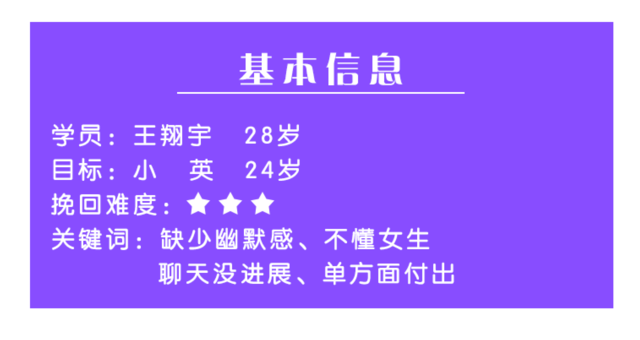 基本信息
学员：王翔宇 28岁
目标：小 英 24岁
挽回难度：★★★
关键词：缺少幽默感、不懂女生
聊天没进展、单方面付出